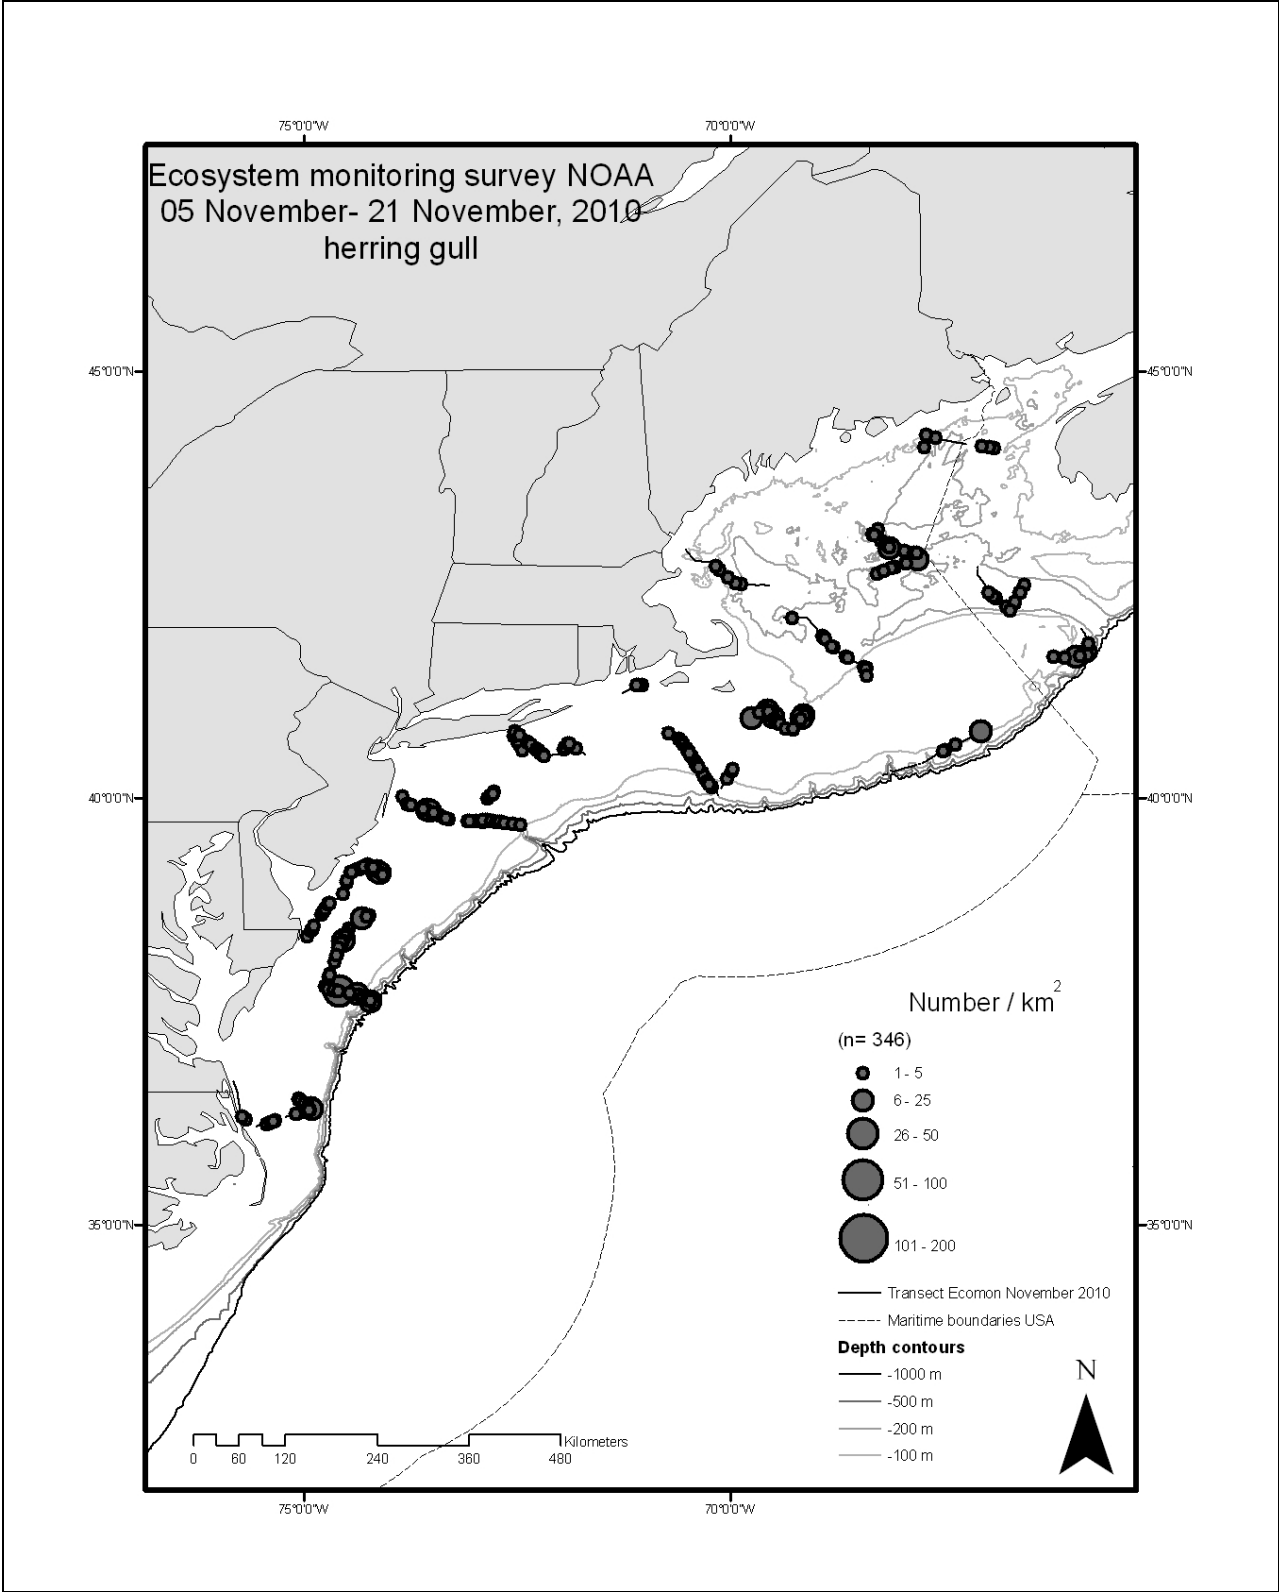 75°0'0"W 70°0'0"W
Ecosystem monitoring survey NOAA
05 November- 21 November, 2010
herring gull
45°0'0"N 45°0'0"N
40°0'0"N 40°0'0"N
Number / km2
(n= 346)
1 - 5
6 - 25
26 - 50
51 - 100
101 - 200
35°0'0"N 35°0'0"N
Transect Ecomon November 2010
Maritime boundaries USA
Depth contours
-1000 m
-500 m
-200 m
-100 m
N
Kilometers
0 60 120 240 360 480
75°0'0"W 70°0'0"W